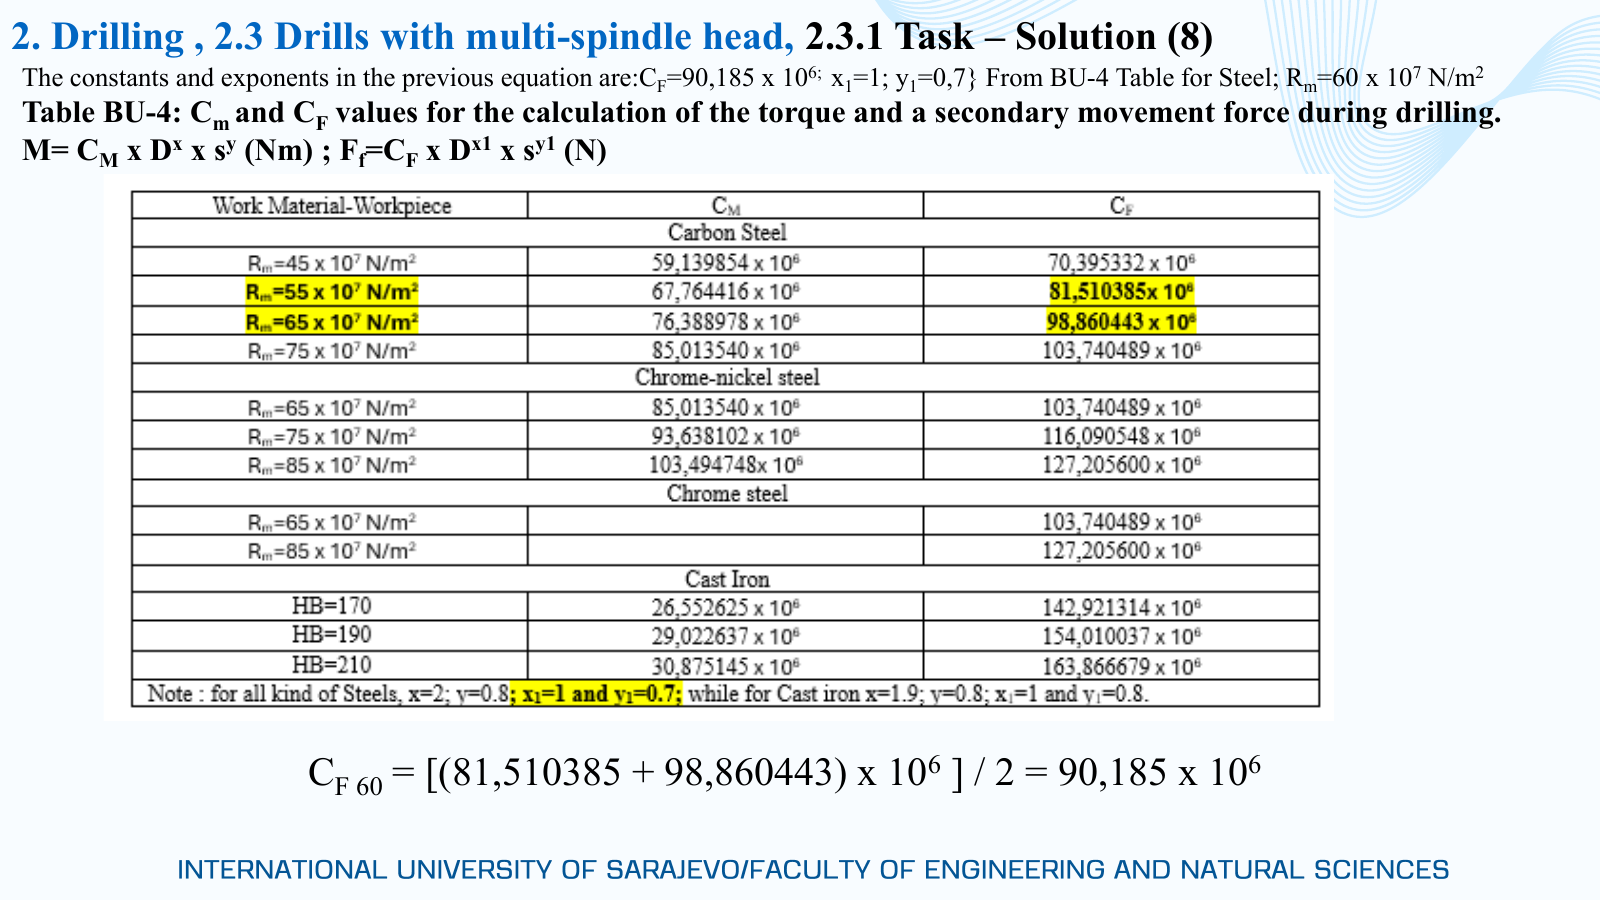 2. Drilling , 2.3 Drills with multi-spindle head, 2.3.1 Task – Solution (8)
The constants and exponents in the previous equation are:C_F=90,185 x 10⁶; x₁=1; y₁=0,7} From BU-4 Table for Steel; Rₘ=60 x 10⁷ N/m²
Table BU-4: Cₘ and C_F values for the calculation of the torque and a secondary movement force during drilling.
M= C_M x Dˣ x sʸ (Nm) ; F_f=C_F x Dˣ¹ x sʸ¹ (N)
Work Material-Workpiece C_M C_F
Carbon Steel
Rₘ=45 x 10⁷ N/m² 59,139854 x 10⁶ 70,395332 x 10⁶
Rₘ=55 x 10⁷ N/m² 67,764416 x 10⁶ 81,510385x 10⁶
Rₘ=65 x 10⁷ N/m² 76,388978 x 10⁶ 98,860443 x 10⁶
Rₘ=75 x 10⁷ N/m² 85,013540 x 10⁶ 103,740489 x 10⁶
Chrome-nickel steel
Rₘ=65 x 10⁷ N/m² 85,013540 x 10⁶ 103,740489 x 10⁶
Rₘ=75 x 10⁷ N/m² 93,638102 x 10⁶ 116,090548 x 10⁶
Rₘ=85 x 10⁷ N/m² 103,494748x 10⁶ 127,205600 x 10⁶
Chrome steel
Rₘ=65 x 10⁷ N/m² 103,740489 x 10⁶
Rₘ=85 x 10⁷ N/m² 127,205600 x 10⁶
Cast Iron
HB=170 26,552625 x 10⁶ 142,921314 x 10⁶
HB=190 29,022637 x 10⁶ 154,010037 x 10⁶
HB=210 30,875145 x 10⁶ 163,866679 x 10⁶
Note : for all kind of Steels, x=2; y=0.8; x₁=1 and y₁=0.7; while for Cast iron x=1.9; y=0.8; x₁=1 and y₁=0.8.
C_F 60 = [(81,510385 + 98,860443) x 10⁶ ] / 2 = 90,185 x 10⁶
INTERNATIONAL UNIVERSITY OF SARAJEVO/FACULTY OF ENGINEERING AND NATURAL SCIENCES